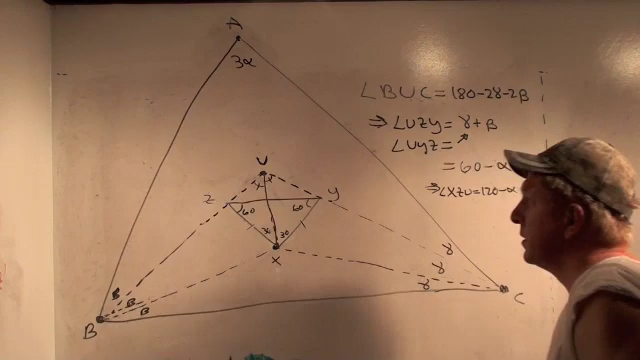 A
3α
∠BUC = 180-2γ-2β
⇒ ∠UZY = γ+β
∠UYZ = ↗
= 60-α
⇒ ∠XZU = 120-α
U
Z
Y
60
60
30
X
γ
γ
γ
β
β
β
B
C